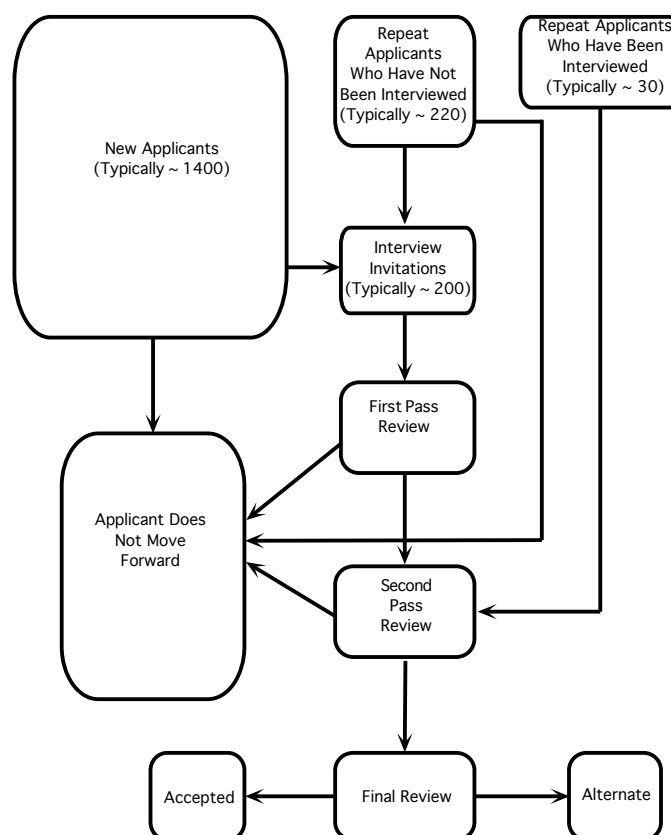 Repeat
Applicants
Who Have Not
Been Interviewed
(Typically ~ 220)
Repeat Applicants
Who Have Been
Interviewed
(Typically ~ 30)
New Applicants
(Typically ~ 1400)
Interview
Invitations
(Typically ~ 200)
First Pass
Review
Applicant Does
Not Move
Forward
Second
Pass
Review
Accepted
Final Review
Alternate